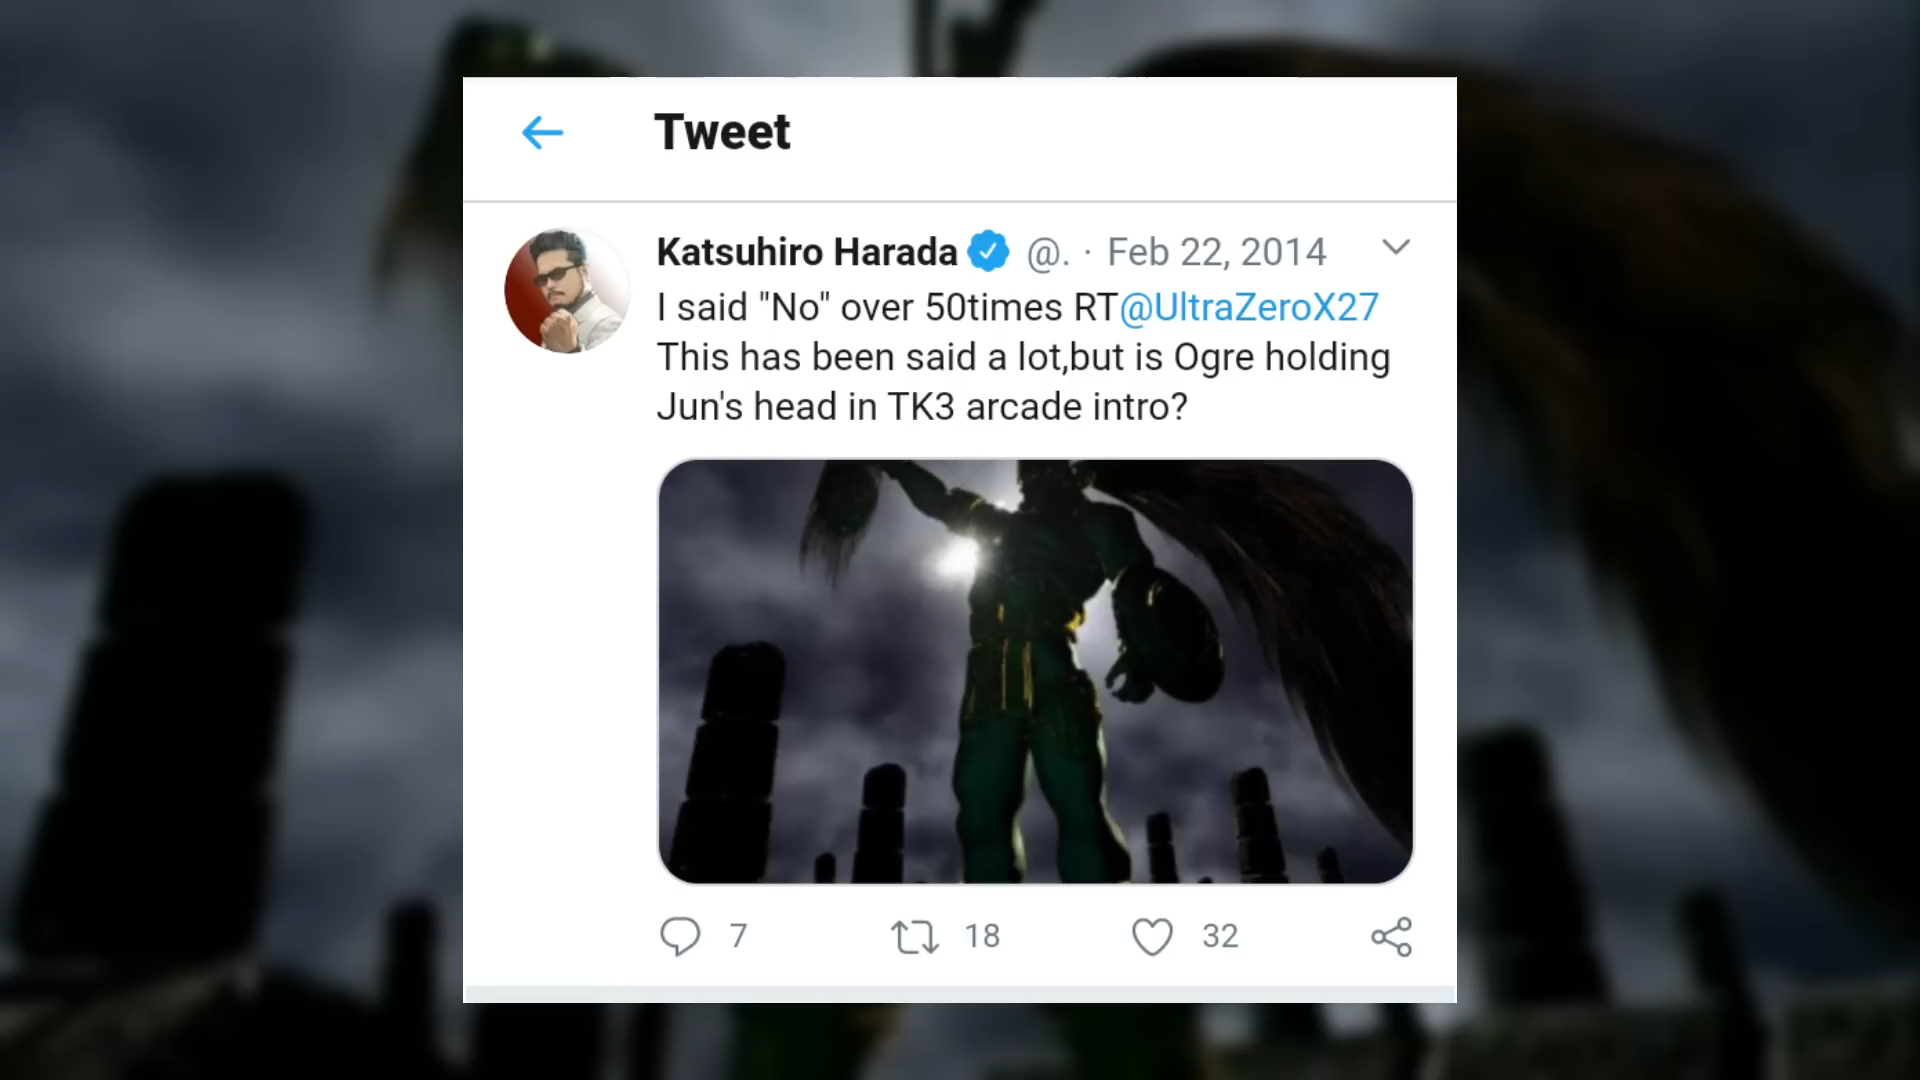 Tweet
Katsuhiro Harada @. · Feb 22, 2014
I said "No" over 50times RT@UltraZeroX27
This has been said a lot,but is Ogre holding
Jun's head in TK3 arcade intro?
7 18 32